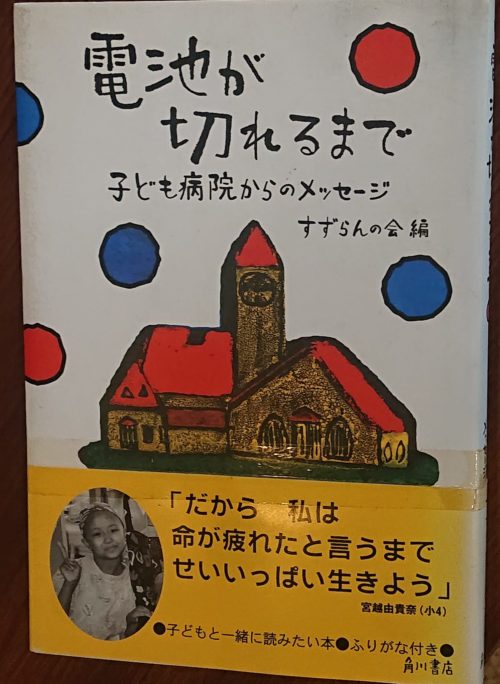 電池が
切れるまで
子ども病院からのメッセージ
すずらんの会 編
「だから 私は
命が疲れたと言うまで
せいいっぱい生きよう」
宮越由貴奈(小4)
●子どもと一緒に読みたい本●ふりがな付き●
角川書店